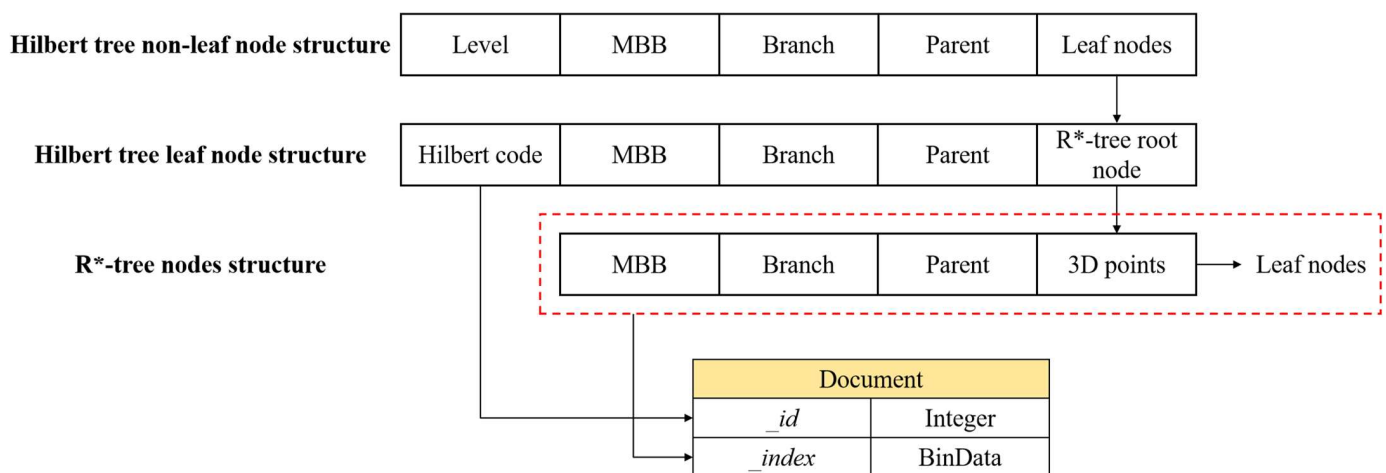 Hilbert tree non-leaf node structure Level MBB Branch Parent Leaf nodes
Hilbert tree leaf node structure Hilbert code MBB Branch Parent R*-tree root
node
R*-tree nodes structure MBB Branch Parent 3D points Leaf nodes
Document
_id Integer
_index BinData